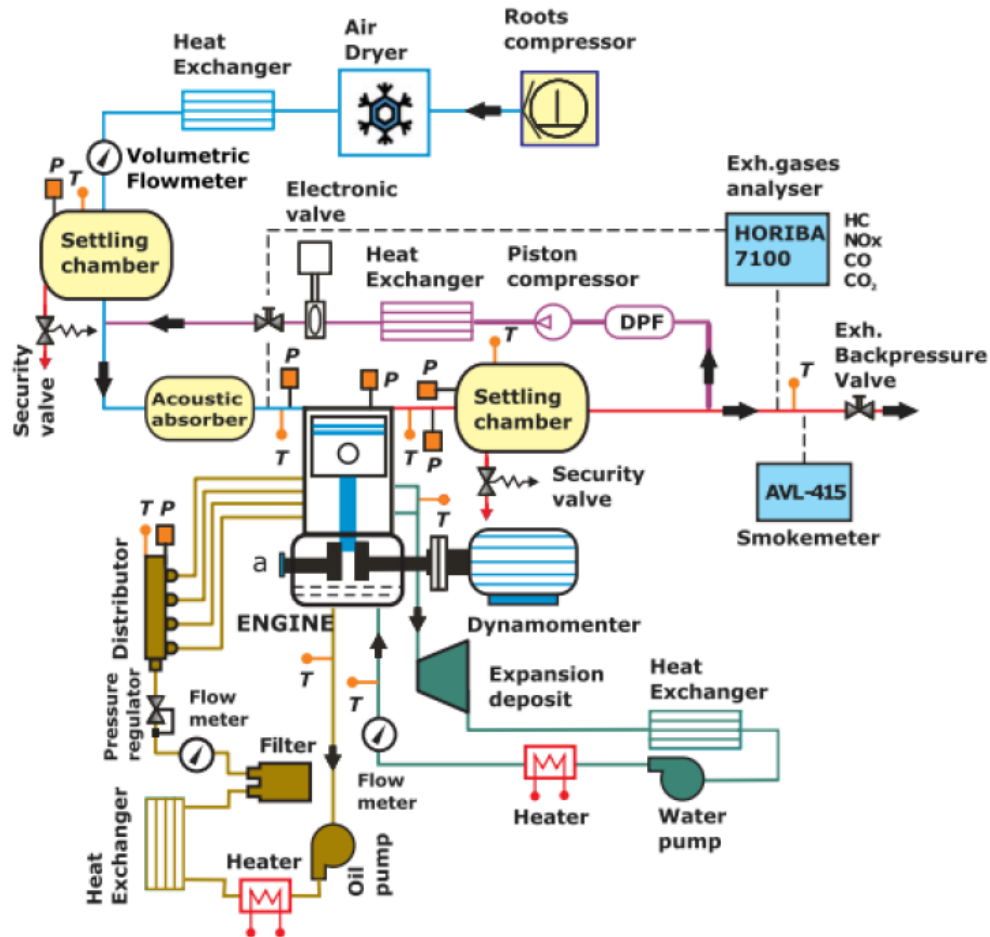 Roots
compressor
Air
Dryer
Heat
Exchanger
P
T
Volumetric
Flowmeter
Settling
chamber
Electronic
valve
Exh.gases
analyser
HORIBA
7100
HC
NOx
CO
CO₂
Heat
Exchanger
Piston
compressor
DPF
T
Security
valve
Exh.
Backpressure
Valve
T
P
P
P
Acoustic
absorber
Settling
chamber
T
T
P
Security
valve
AVL-415
Smokemeter
T
P
T
Distributor
a
ENGINE
Dynamomenter
T
T
Expansion
deposit
Heat
Exchanger
Pressure
regulator
Flow
meter
Filter
Flow
meter
Heater
Water
pump
Heat
Exchanger
Heater
Oil
pump